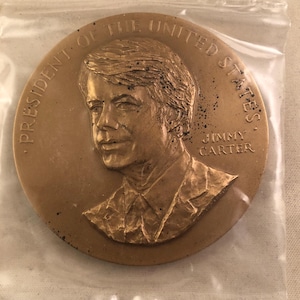 ·PRESIDENT OF THE UNITED STATES·
JIMMY
CARTER